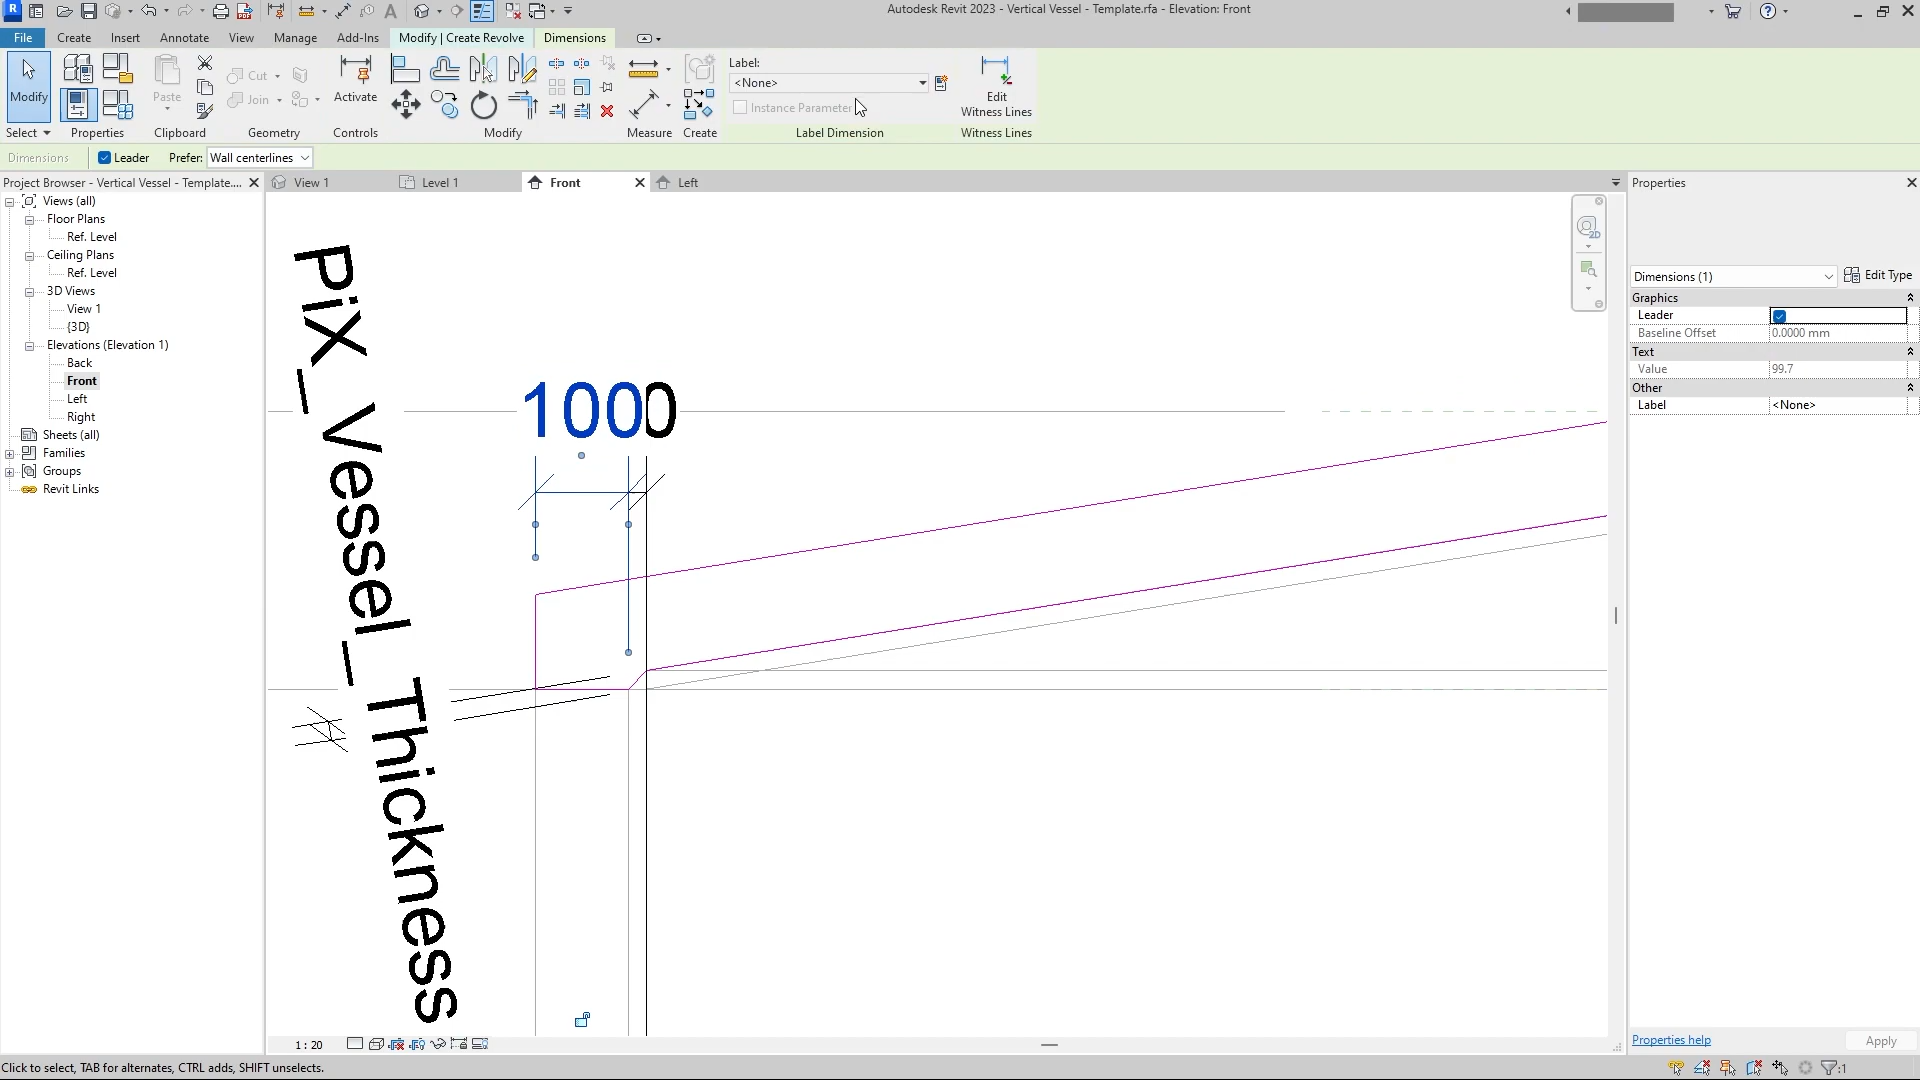 Autodesk Revit 2023 - Vertical Vessel - Template.rfa - Elevation: Front
File Create Insert Annotate View Manage Add-Ins Modify | Create Revolve Dimensions
Modify
Paste
Cut
Join
Activate
Label:
<None>
Instance Parameter
Edit
Witness Lines
Select Properties Clipboard Geometry Controls Modify Measure Create Label Dimension Witness Lines
Dimensions Leader Prefer: Wall centerlines
Project Browser - Vertical Vessel - Template....
View 1
Level 1
Front
Left
Views (all)
Floor Plans
Ref. Level
Ceiling Plans
Ref. Level
3D Views
View 1
{3D}
Elevations (Elevation 1)
Back
Front
Left
Right
Sheets (all)
Families
Groups
Revit Links
PiX_Vessel_Thickness
1000
2D
Properties
Dimensions (1)
Edit Type
Graphics
Leader
Baseline Offset 0.0000 mm
Text
Value 99.7
Other
Label <None>
Properties help
Apply
1 : 20
Click to select, TAB for alternates, CTRL adds, SHIFT unselects.
:1